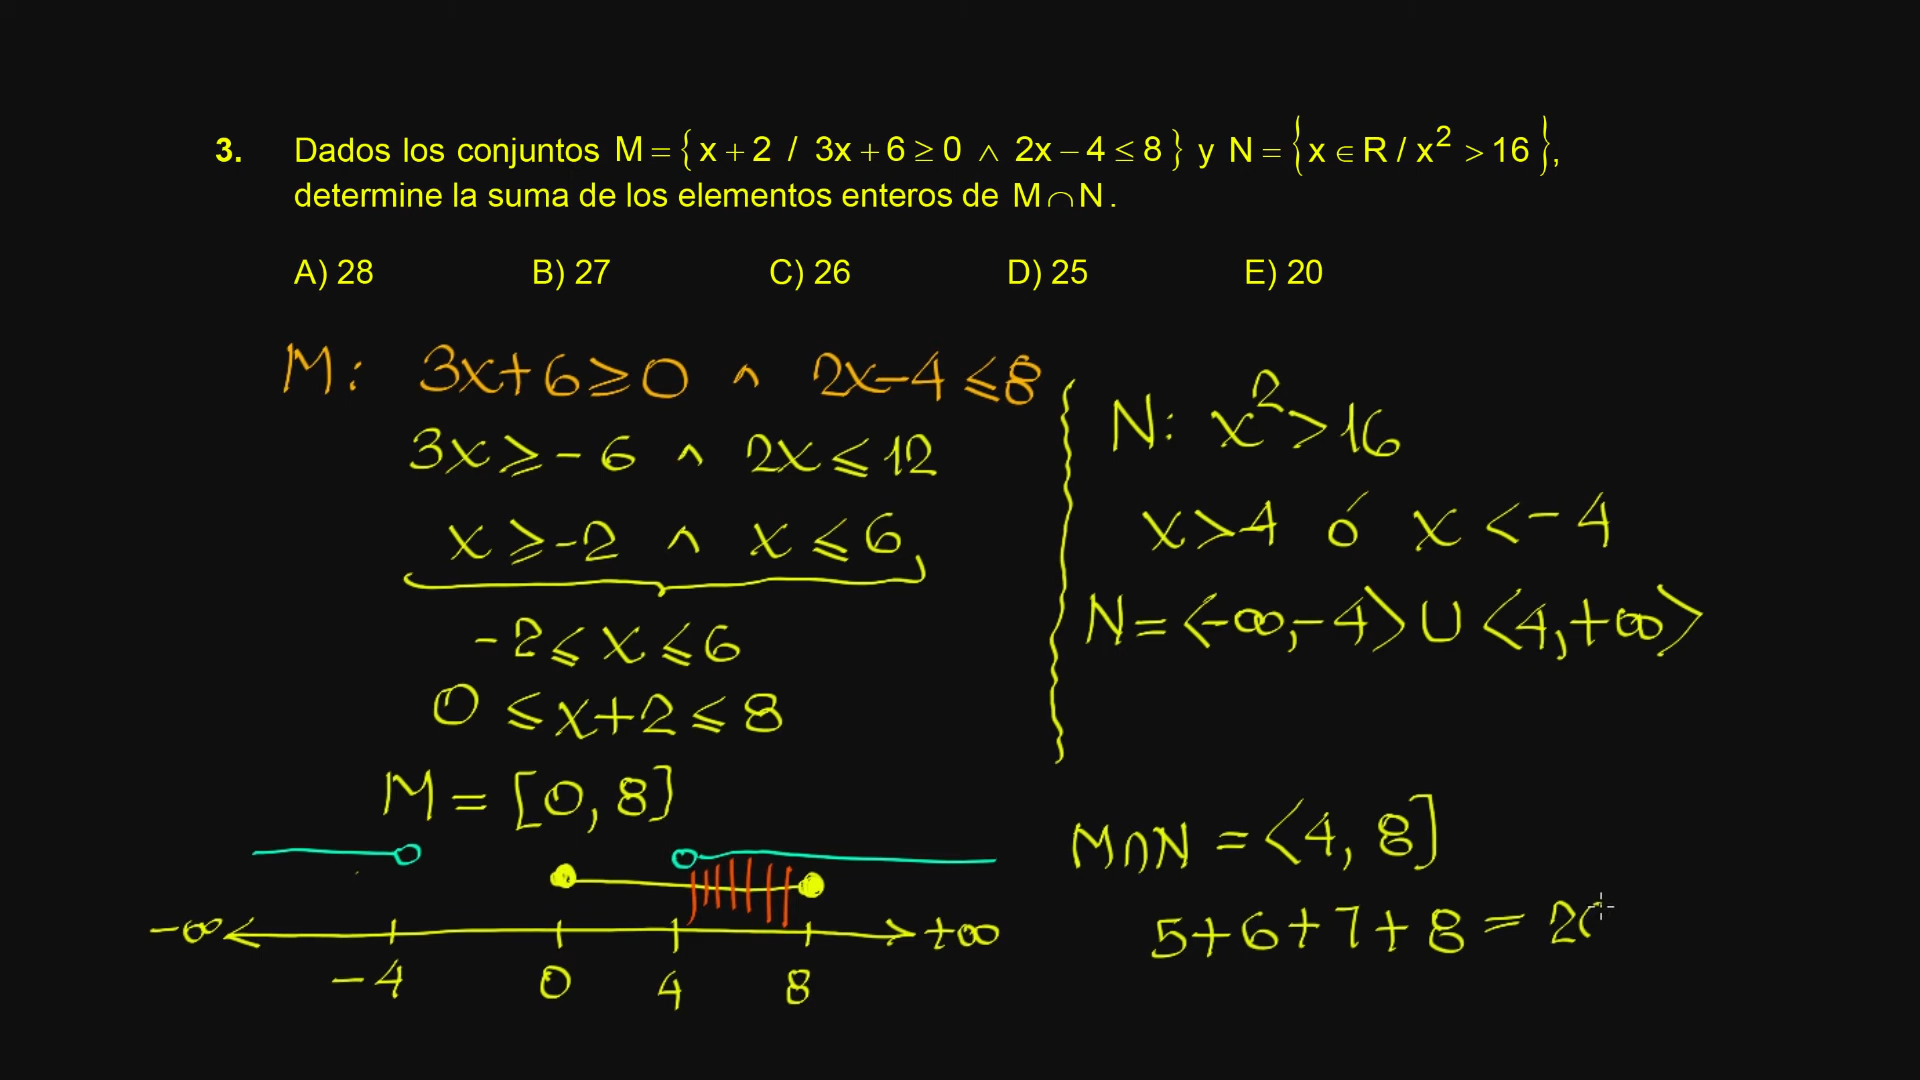 3. Dados los conjuntos M = { x + 2 / 3x + 6 ≥ 0 ∧ 2x − 4 ≤ 8 } y N = { x ∈ R / x² > 16 },
determine la suma de los elementos enteros de M ∩ N .
A) 28 B) 27 C) 26 D) 25 E) 20
M: 3x+6≥0 ∧ 2x-4≤8
3x≥-6 ∧ 2x≤12
x≥-2 ∧ x≤6
-2≤x≤6
0≤x+2≤8
M=[0,8]
N: x²>16
x>4 ó x<-4
N=<-∞,-4>U<4,+∞>
-∞ +∞
-4 0 4 8
M∩N=<4,8]
5+6+7+8=2